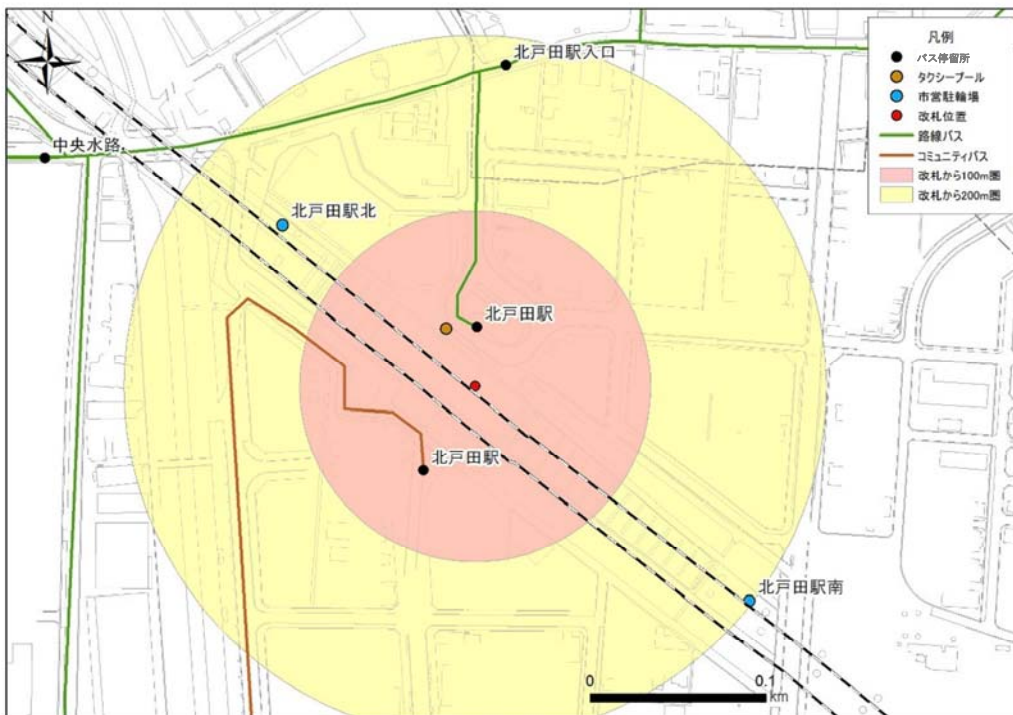 N
北戸田駅入口
中央水路
北戸田駅北
北戸田駅
北戸田駅
北戸田駅南
凡例
バス停留所
タクシープール
市営駐輪場
改札位置
路線バス
コミュニティバス
改札から100m圏
改札から200m圏
0
0.1
km